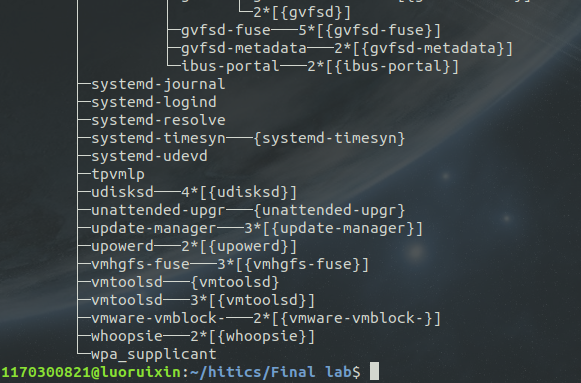 └─2*[{gvfsd}]
├─gvfsd-fuse───5*[{gvfsd-fuse}]
├─gvfsd-metadata───2*[{gvfsd-metadata}]
└─ibus-portal───2*[{ibus-portal}]
├─systemd-journal
├─systemd-logind
├─systemd-resolve
├─systemd-timesyn───{systemd-timesyn}
├─systemd-udevd
├─tpvmlp
├─udisksd───4*[{udisksd}]
├─unattended-upgr───{unattended-upgr}
├─update-manager───3*[{update-manager}]
├─upowerd───2*[{upowerd}]
├─vmhgfs-fuse───3*[{vmhgfs-fuse}]
├─vmtoolsd───{vmtoolsd}
├─vmtoolsd───3*[{vmtoolsd}]
├─vmware-vmblock-───2*[{vmware-vmblock-}]
├─whoopsie───2*[{whoopsie}]
└─wpa_supplicant
1170300821@luoruixin:~/hitics/Final lab$